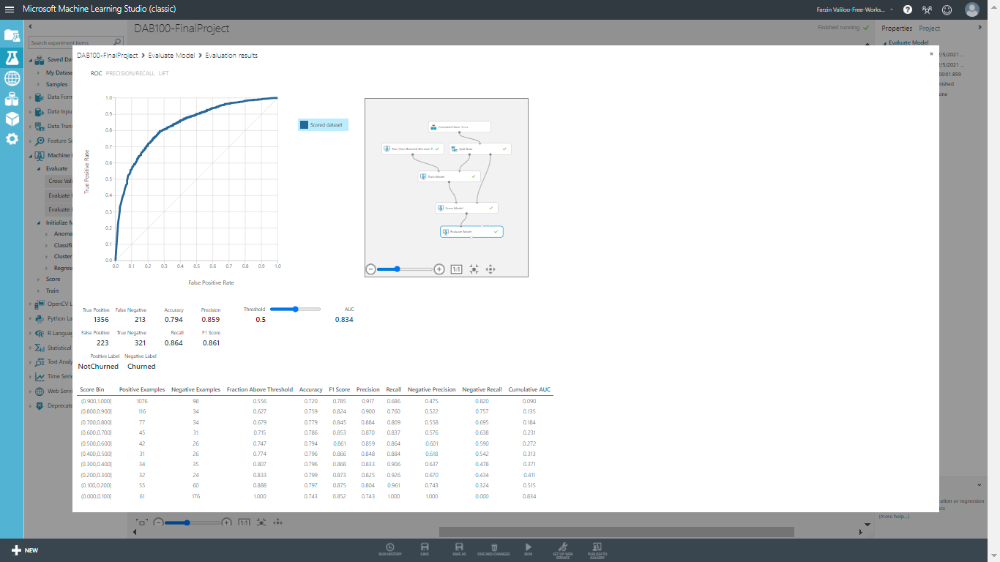 Microsoft Machine Learning Studio (classic)
Farzin Valiloo-Free-Works...
DAB100-FinalProject
Finished running
Properties Project
Search experiment items
Evaluate Model
Saved Dat
My Datase
Samples
Data Form
Data Inpu
Data Tran
Feature Se
Machine L
Evaluate
Cross Vali
Evaluate
Evaluate
Initialize M
Anoma
Classifi
Cluster
Regres
Score
Train
OpenCV L
Python La
R Languag
Statistical
Text Analy
Time Serie
Web Servi
Deprecate
/5/2021 ...
/5/2021 ...
00:01.859
nished
one
DAB100-FinalProject > Evaluate Model > Evaluation results
ROC PRECISION/RECALL LIFT
True Positive Rate
1.0
0.9
0.8
0.7
0.6
0.5
0.4
0.3
0.2
0.1
0.0
0.0 0.1 0.2 0.3 0.4 0.5 0.6 0.7 0.8 0.9 1.0
False Positive Rate
Scored dataset
Two-Class Boosted Decision T
Split Data
Train Model
Score Model
Evaluate Model
1:1
True Positive False Negative Accuracy Precision Threshold AUC
1356 213 0.794 0.859 0.5 0.834
False Positive True Negative Recall F1 Score
223 321 0.864 0.861
Positive Label Negative Label
NotChurned Churned
Score Bin Positive Examples Negative Examples Fraction Above Threshold Accuracy F1 Score Precision Recall Negative Precision Negative Recall Cumulative AUC
(0.900,1.000] 1076 98 0.556 0.720 0.785 0.917 0.686 0.475 0.820 0.090
(0.800,0.900] 116 34 0.627 0.759 0.824 0.900 0.760 0.522 0.757 0.135
(0.700,0.800] 77 34 0.679 0.779 0.845 0.884 0.809 0.558 0.695 0.184
(0.600,0.700] 45 31 0.715 0.786 0.853 0.870 0.837 0.576 0.638 0.231
(0.500,0.600] 42 26 0.747 0.794 0.861 0.859 0.864 0.601 0.590 0.272
(0.400,0.500] 31 26 0.774 0.796 0.866 0.848 0.884 0.618 0.542 0.313
(0.300,0.400] 34 35 0.807 0.796 0.868 0.833 0.906 0.637 0.478 0.371
(0.200,0.300] 32 24 0.833 0.799 0.873 0.825 0.926 0.670 0.434 0.411
(0.100,0.200] 55 60 0.888 0.797 0.875 0.804 0.961 0.743 0.324 0.515
(0.000,0.100] 61 176 1.000 0.743 0.852 0.743 1.000 1.000 0.000 0.834
cation or regression
cs
(more help...)
1:1
NEW
RUN HISTORY
SAVE
SAVE AS
DISCARD CHANGES
RUN
SET UP WEB SERVICE
PUBLISH TO GALLERY